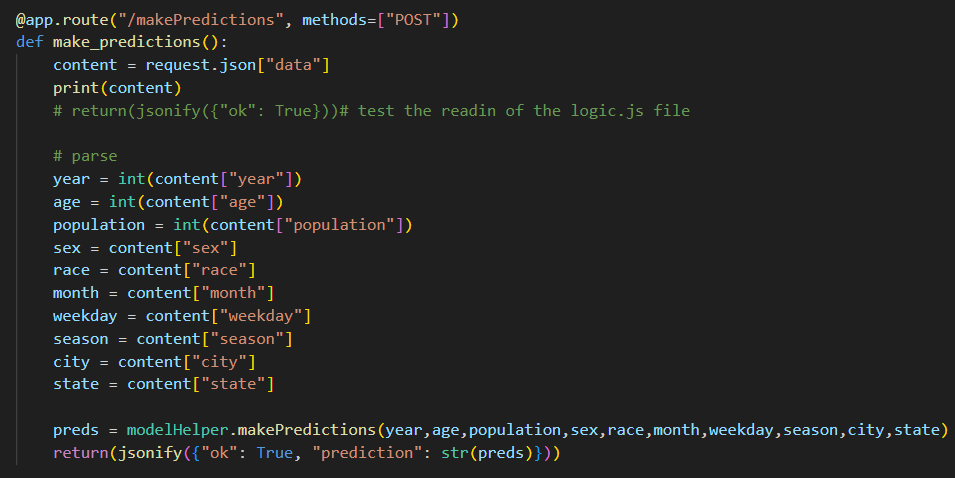 @app.route("/makePredictions", methods=["POST"])
def make_predictions():
    content = request.json["data"]
    print(content)
    # return(jsonify({"ok": True}))# test the readin of the logic.js file

    # parse
    year = int(content["year"])
    age = int(content["age"])
    population = int(content["population"])
    sex = content["sex"]
    race = content["race"]
    month = content["month"]
    weekday = content["weekday"]
    season = content["season"]
    city = content["city"]
    state = content["state"]

    preds = modelHelper.makePredictions(year,age,population,sex,race,month,weekday,season,city,state)
    return(jsonify({"ok": True, "prediction": str(preds)}))